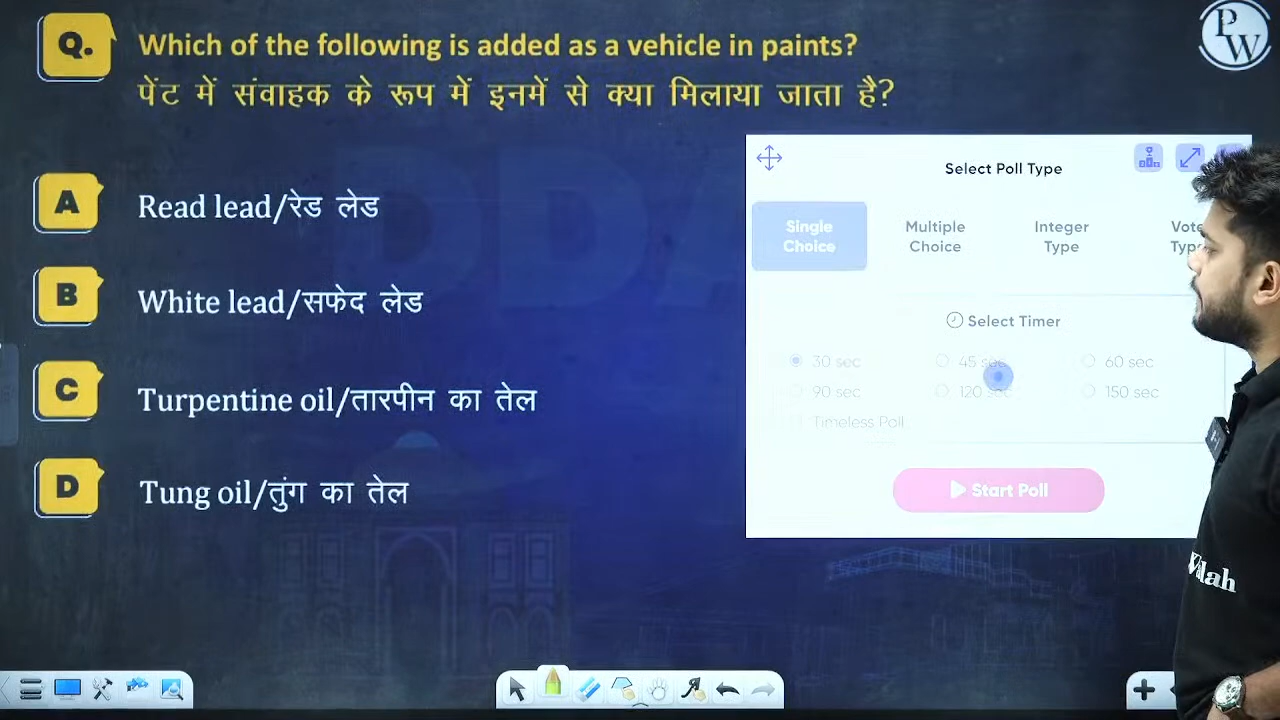 Q.
Which of the following is added as a vehicle in paints?
पेंट में संवाहक के रूप में इनमें से क्या मिलाया जाता है?
PW
A
Read lead/रेड लेड
B
White lead/सफेद लेड
C
Turpentine oil/तारपीन का तेल
D
Tung oil/तुंग का तेल
Select Poll Type
Single Choice
Multiple Choice
Integer Type
Vote
Select Timer
30 sec
45 sec
60 sec
90 sec
120 sec
150 sec
Timeless Poll
Start Poll